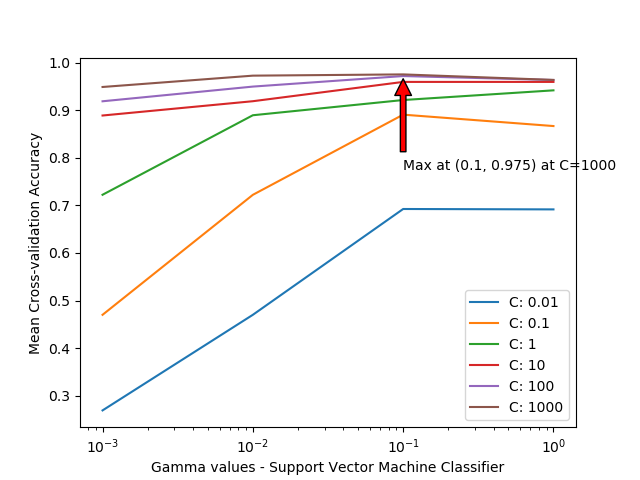 1.0
0.9
0.8
0.7
0.6
0.5
0.4
0.3
Mean Cross-validation Accuracy
Max at (0.1, 0.975) at C=1000
C: 0.01
C: 0.1
C: 1
C: 10
C: 100
C: 1000
10⁻³ 10⁻² 10⁻¹ 10⁰
Gamma values - Support Vector Machine Classifier